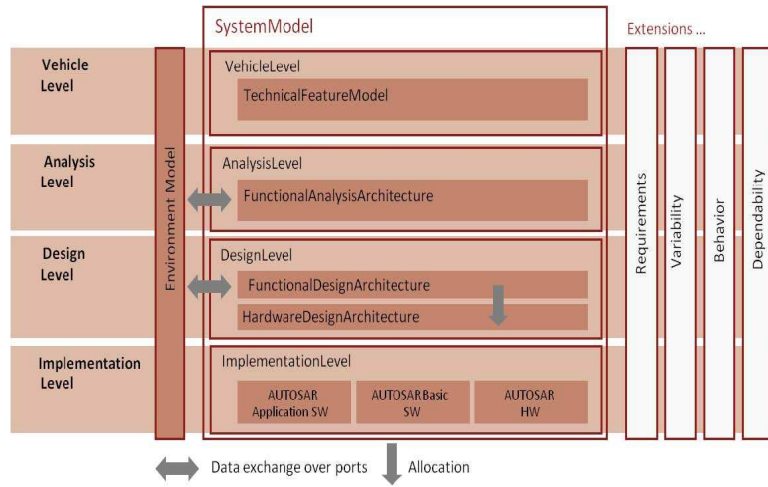 SystemModel
Extensions ...
Vehicle
Level
VehicleLevel
TechnicalFeatureModel
Analysis
Level
AnalysisLevel
FunctionalAnalysisArchitecture
Design
Level
DesignLevel
FunctionalDesignArchitecture
HardwareDesignArchitecture
Implementation
Level
ImplementationLevel
AUTOSAR
Application SW
AUTOSAR Basic
SW
AUTOSAR
HW
Environment Model
Requirements
Variability
Behavior
Dependability
Data exchange over ports
Allocation